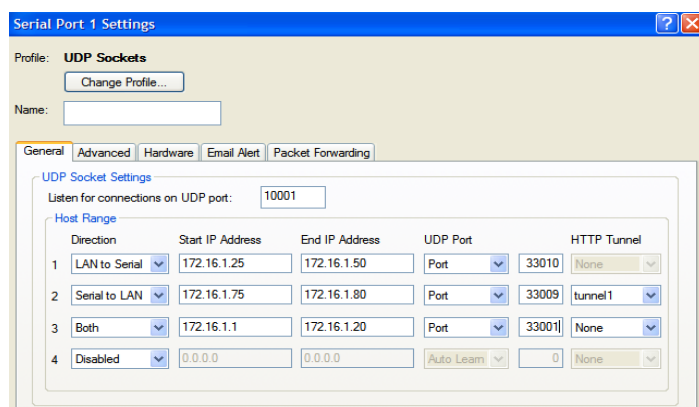 Serial Port 1 Settings
Profile: UDP Sockets
Change Profile...
Name:
General Advanced Hardware Email Alert Packet Forwarding
UDP Socket Settings
Listen for connections on UDP port: 10001
Host Range
Direction Start IP Address End IP Address UDP Port HTTP Tunnel
1 LAN to Serial 172.16.1.25 172.16.1.50 Port 33010 None
2 Serial to LAN 172.16.1.75 172.16.1.80 Port 33009 tunnel1
3 Both 172.16.1.1 172.16.1.20 Port 33001 None
4 Disabled 0.0.0.0 0.0.0.0 Auto Learn 0 None